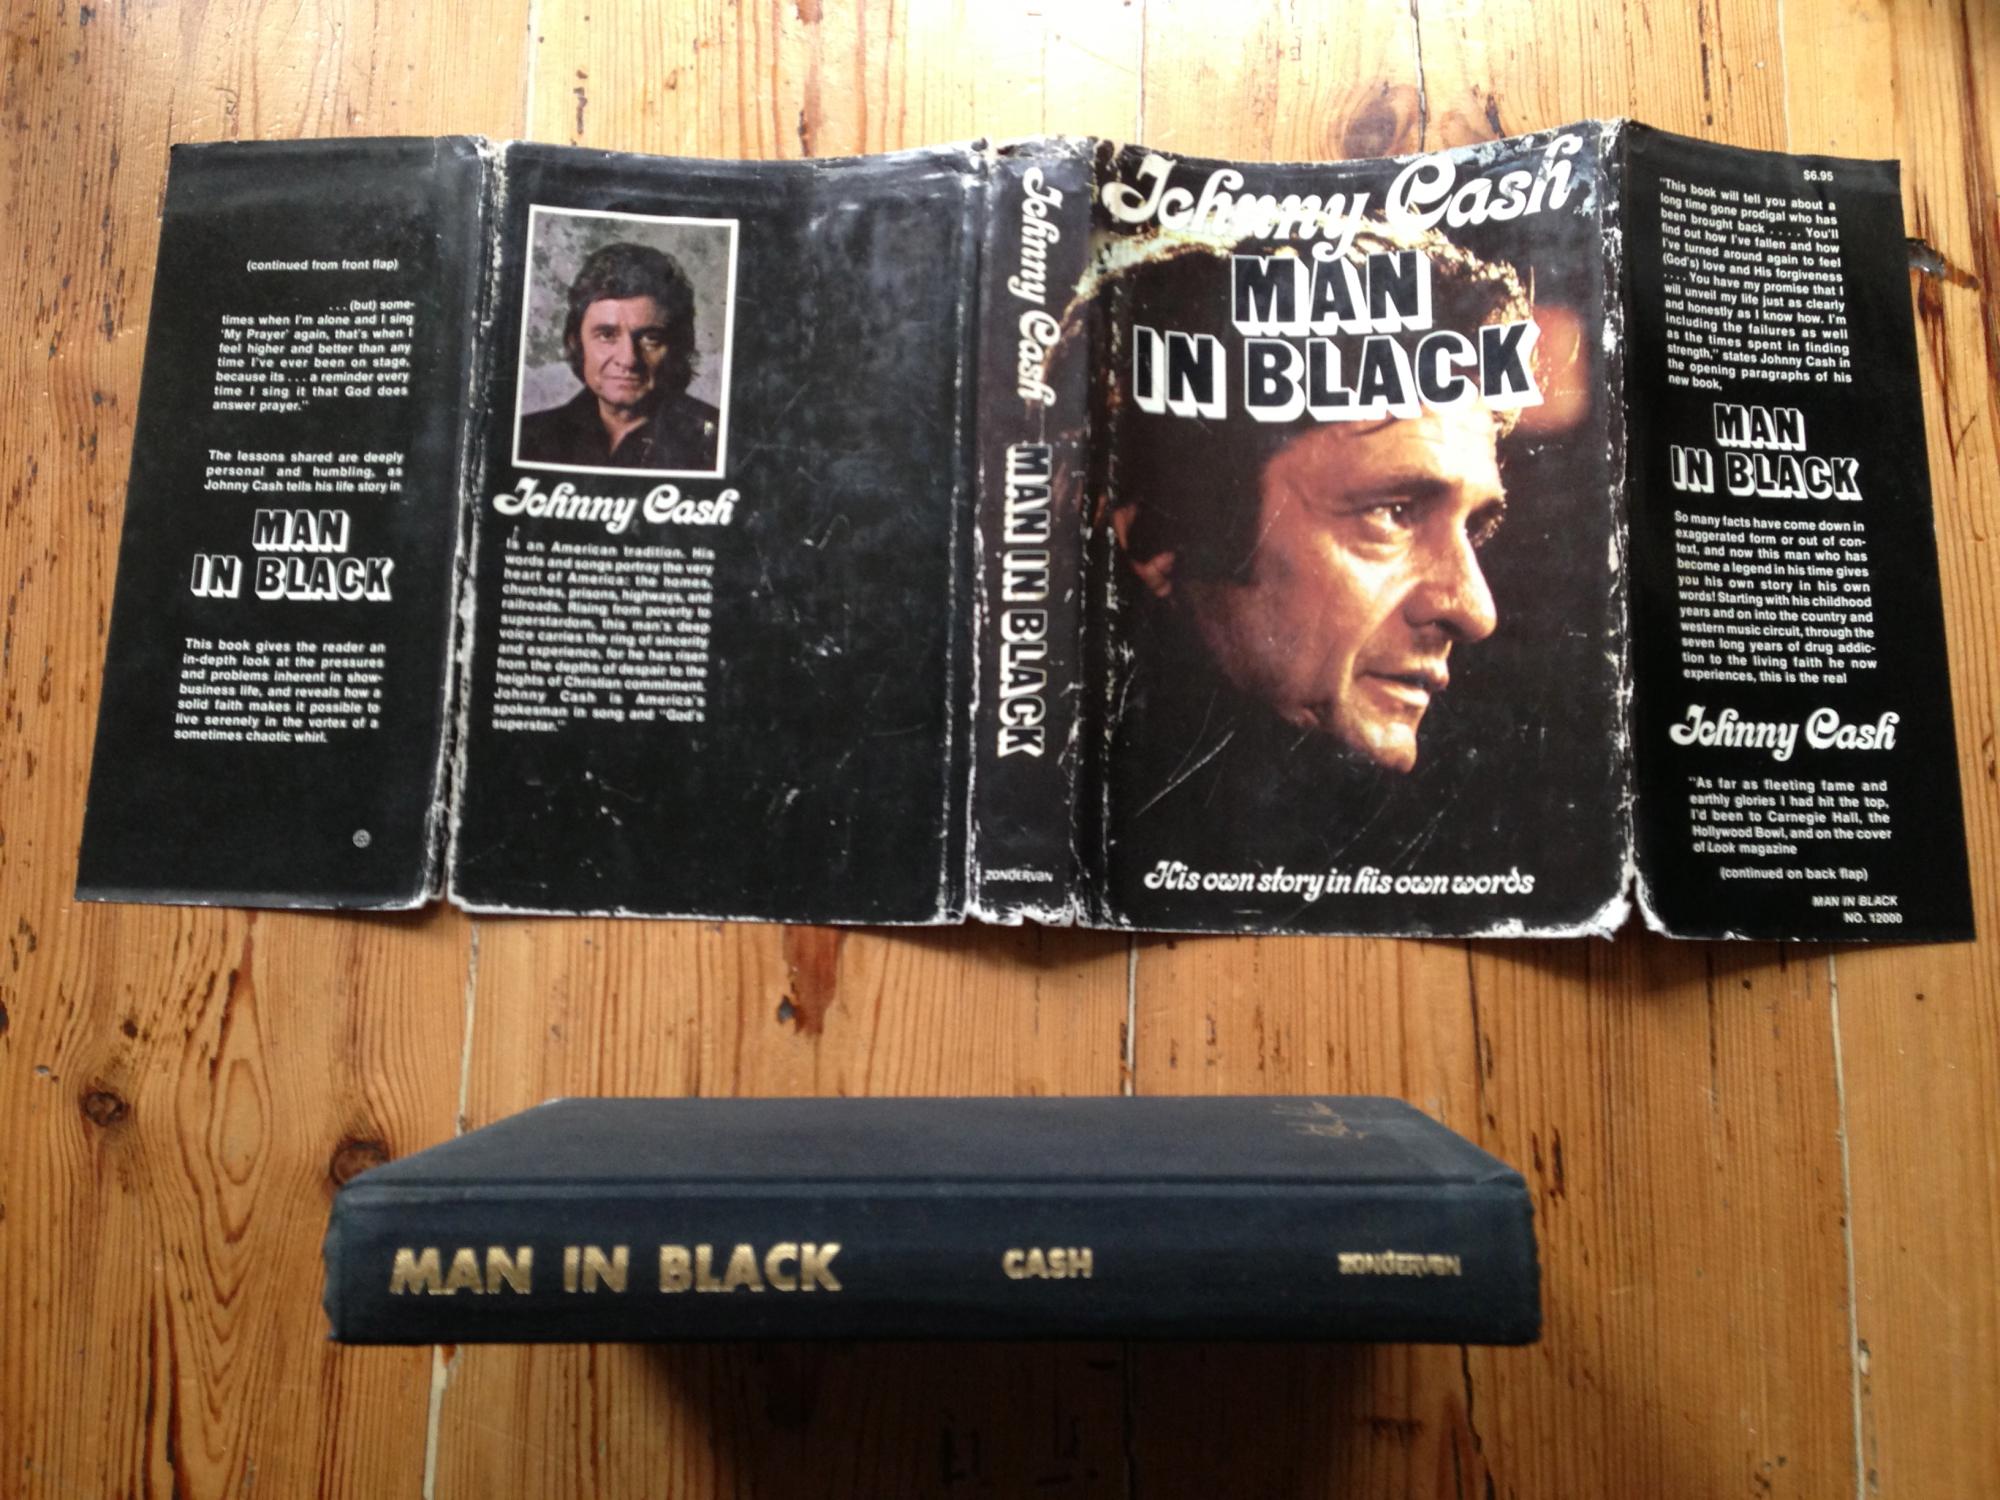 (continued from front flap)
. . . (but) some-
times when I'm alone and I sing
'My Prayer' again, that's when I
feel higher and better than any
time I've ever been on stage,
because its . . . a reminder every
time I sing it that God does
answer prayer."
The lessons shared are deeply
personal and humbling, as
Johnny Cash tells his life story in
MAN
IN BLACK
This book gives the reader an
in-depth look at the pressures
and problems inherent in show-
business life, and reveals how a
solid faith makes it possible to
live serenely in the vortex of a
sometimes chaotic whirl.
Johnny Cash
is an American tradition. His
words and songs portray the very
heart of America: the homes,
churches, prisons, highways, and
railroads. Rising from poverty to
superstardom, this man's deep
voice carries the ring of sincerity
and experience, for he has risen
from the depths of despair to the
heights of Christian commitment.
Johnny Cash is America's
spokesman in song and "God's
superstar."
Johnny Cash MAN IN BLACK ZONDERVAN
Johnny Cash
MAN
IN BLACK
His own story in his own words
$6.95
"This book will tell you about a
long time gone prodigal who has
been brought back . . . . You'll
find out how I've fallen and how
I've turned around again to feel
(God's) love and His forgiveness
. . . . You have my promise that I
will unveil my life just as clearly
and honestly as I know how. I'm
including the failures as well
as the times spent in finding
strength," states Johnny Cash in
the opening paragraphs of his
new book,
MAN
IN BLACK
So many facts have come down in
exaggerated form or out of con-
text, and now this man who has
become a legend in his time gives
you his own story in his own
words! Starting with his childhood
years and on into the country and
western music circuit, through the
seven long years of drug addic-
tion to the living faith he now
experiences, this is the real
Johnny Cash
"As far as fleeting fame and
earthly glories I had hit the top,
I'd been to Carnegie Hall, the
Hollywood Bowl, and on the cover
of Look magazine
(continued on back flap)
MAN IN BLACK
NO. 12000
MAN IN BLACK CASH ZONDERVAN